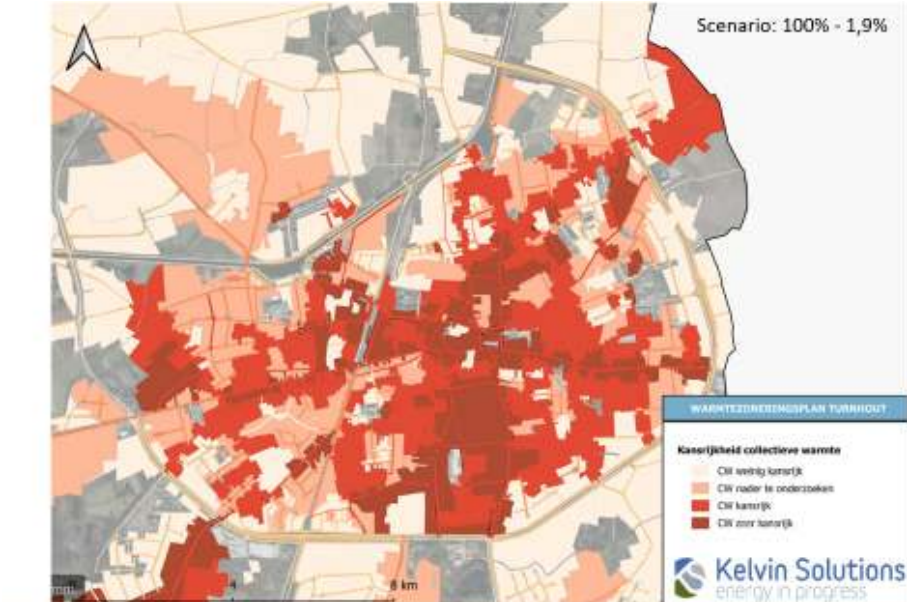 Scenario: 100% - 1,9%
WARMTEZONERINGSPLAN TURNHOUT
Kansrijkheid collectieve warmte
CW weinig kansrijk
CW nader te onderzoeken
CW kansrijk
CW zeer kansrijk
4
8 km
Kelvin Solutions
energy in progress